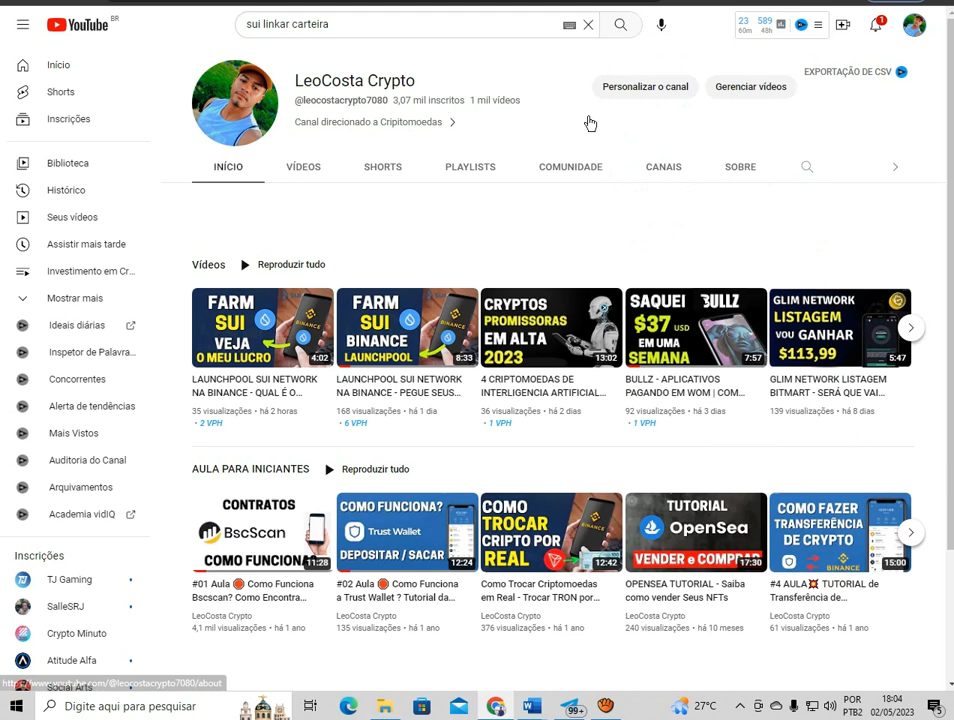 YouTube BR
sui linkar carteira
23 589
60m 48h
1
Início
Shorts
Inscrições
Biblioteca
Histórico
Seus vídeos
Assistir mais tarde
Investimento em Cr...
Mostrar mais
Ideais diárias
Inspetor de Palavra...
Concorrentes
Alerta de tendências
Mais Vistos
Auditoria do Canal
Arquivamentos
Academia vidIQ
Inscrições
TJ Gaming
SalleSRJ
Crypto Minuto
Atitude Alfa
Social Arts
LeoCosta Crypto
@leocostacrypto7080 3,07 mil inscritos 1 mil vídeos
Canal direcionado a Criptomoedas
Personalizar o canal
Gerenciar vídeos
EXPORTAÇÃO DE CSV
INÍCIO VÍDEOS SHORTS PLAYLISTS COMUNIDADE CANAIS SOBRE
Vídeos Reproduzir tudo
FARM
SUI
VEJA
O MEU LUCRO
BINANCE
4:02
LAUNCHPOOL SUI NETWORK
NA BINANCE - QUAL É O...
35 visualizações • há 2 horas
• 2 VPH
FARM
SUI
BINANCE
LAUNCHPOOL
BINANCE
8:33
LAUNCHPOOL SUI NETWORK
NA BINANCE - PEGUE SEUS...
168 visualizações • há 1 dia
• 6 VPH
CRYPTOS
PROMISSORAS
EM ALTA
2023
13:02
4 CRIPTOMOEDAS DE
INTERLIGENCIA ARTIFICIAL...
36 visualizações • há 2 dias
• 1 VPH
SAQUEI BULLZ
$37 USD
EM UMA
SEMANA
7:57
BULLZ - APLICATIVOS
PAGANDO EM WOM | COM...
92 visualizações • há 3 dias
• 1 VPH
GLIM NETWORK
LISTAGEM
VOU GANHAR
$113,99
5:47
GLIM NETWORK LISTAGEM
BITMART - SERÁ QUE VAI...
139 visualizações • há 8 dias
AULA PARA INICIANTES Reproduzir tudo
CONTRATOS
BscScan
COMO FUNCIONA
11:28
#01 Aula Como Funciona
Bscscan? Como Encontra...
LeoCosta Crypto
4,1 mil visualizações • há 1 ano
COMO FUNCIONA?
Trust Wallet
DEPOSITAR / SACAR
12:24
#02 Aula Como Funciona
a Trust Wallet ? Tutorial da...
LeoCosta Crypto
135 visualizações • há 1 ano
COMO
TROCAR
CRIPTO POR
REAL
BINANCE
12:42
Como Trocar Criptomoedas
em Real - Trocar TRON por...
LeoCosta Crypto
376 visualizações • há 1 ano
TUTORIAL
OpenSea
VENDER e COMPRAR
17:30
OPENSEA TUTORIAL - Saiba
como vender Seus NFTs
LeoCosta Crypto
240 visualizações • há 10 meses
COMO FAZER
TRANSFERÊNCIA
DE CRYPTO
BINANCE
15:00
#4 AULA TUTORIAL de
Transferência de...
LeoCosta Crypto
61 visualizações • há 1 ano
https://www.youtube.com/@leocostacrypto7080/about
Digite aqui para pesquisar
99+
27°C
POR
PTB2
18:04
02/05/2023
5